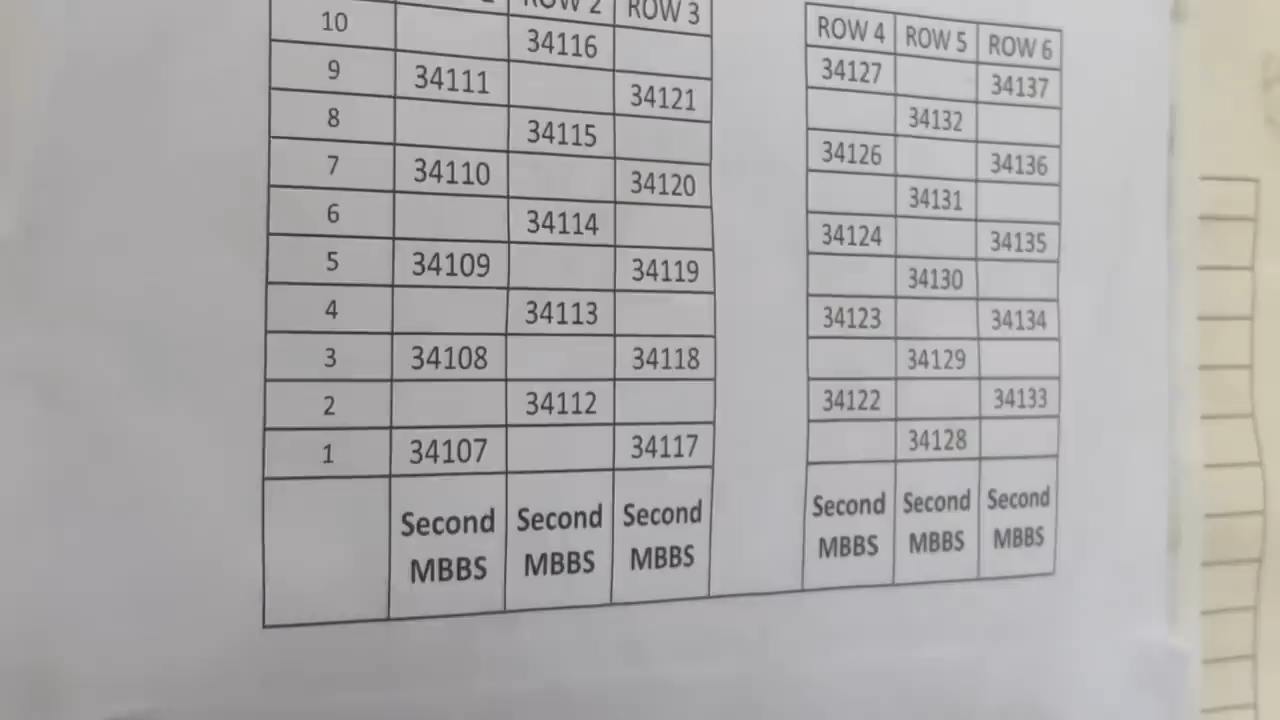 ROW 2 ROW 3 ROW 4 ROW 5 ROW 6
10 34116 34127 34137
9 34111 34121 34132
8 34115 34126 34136
7 34110 34120 34131
6 34114 34124 34135
5 34109 34119 34130
4 34113 34123 34134
3 34108 34118 34129
2 34112 34122 34133
1 34107 34117 34128
Second Second Second Second Second Second
MBBS MBBS MBBS MBBS MBBS MBBS